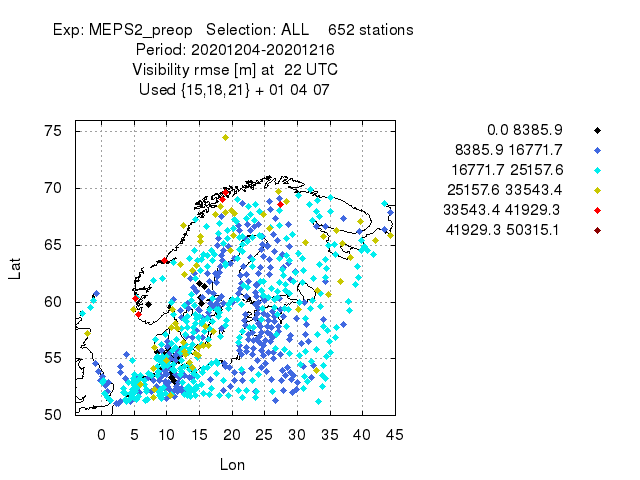 Exp: MEPS2_preop   Selection: ALL    652 stations
Period: 20201204-20201216
Visibility rmse [m] at  22 UTC
Used {15,18,21} + 01 04 07
0.0 8385.9
8385.9 16771.7
16771.7 25157.6
25157.6 33543.4
33543.4 41929.3
41929.3 50315.1
75
70
65
60
55
50
Lat
0 5 10 15 20 25 30 35 40 45
Lon